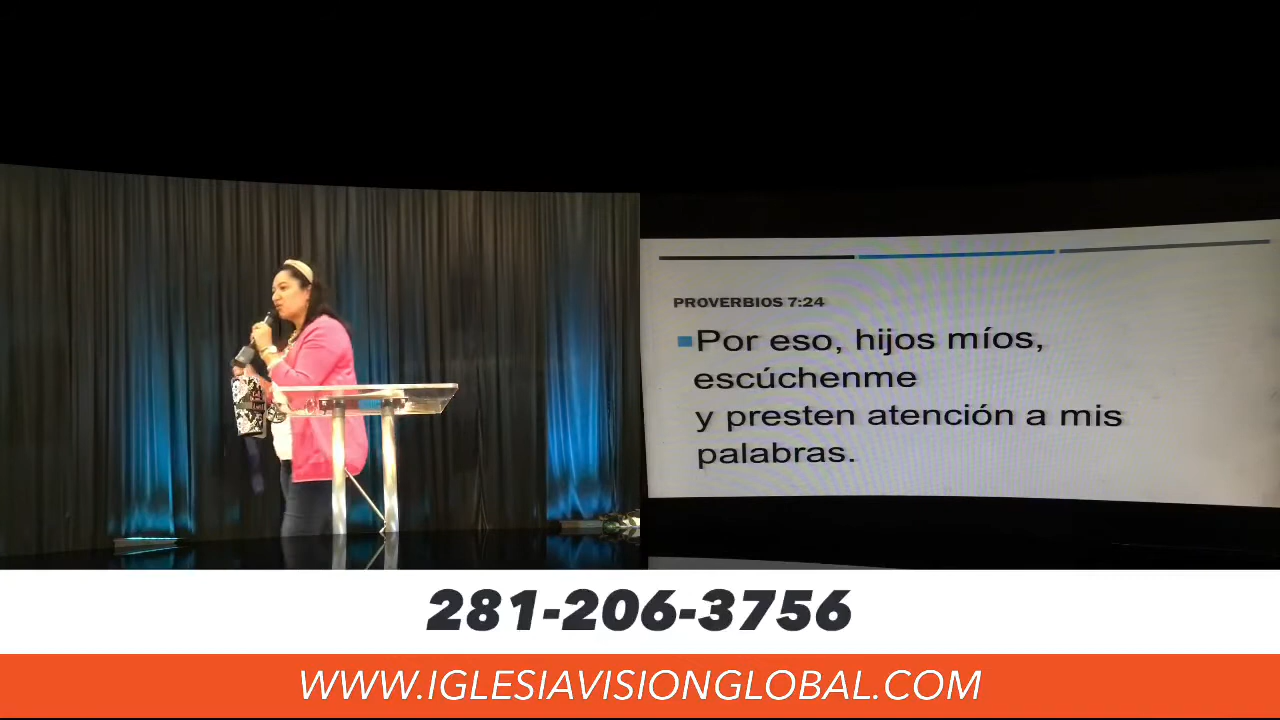 PROVERBIOS 7:24
Por eso, hijos míos,
escúchenme
y presten atención a mis
palabras.
281-206-3756
WWW.IGLESIAVISIONGLOBAL.COM